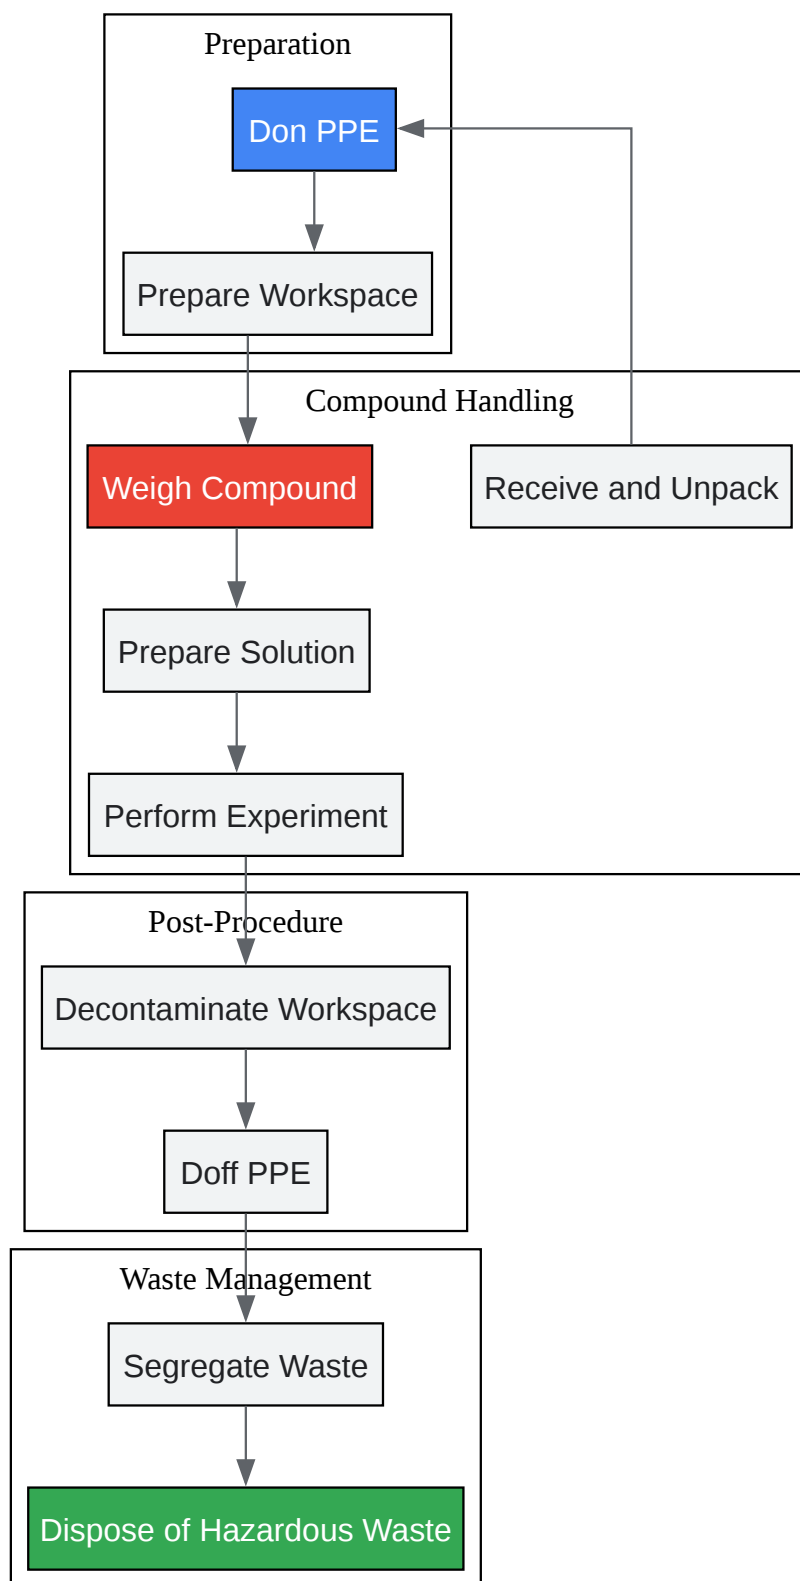 Preparation
Don PPE
Prepare Workspace
Compound Handling
Weigh Compound
Receive and Unpack
Prepare Solution
Perform Experiment
Post-Procedure
Decontaminate Workspace
Doff PPE
Waste Management
Segregate Waste
Dispose of Hazardous Waste